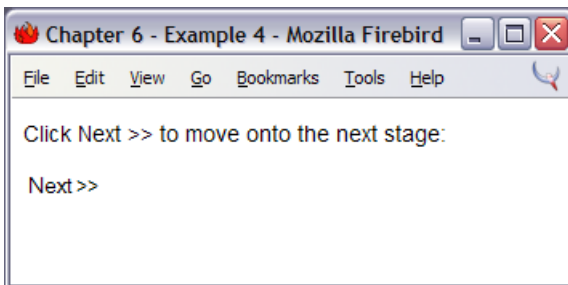 Chapter 6 - Example 4 - Mozilla Firebird
File Edit View Go Bookmarks Tools Help
Click Next >> to move onto the next stage:
Next >>